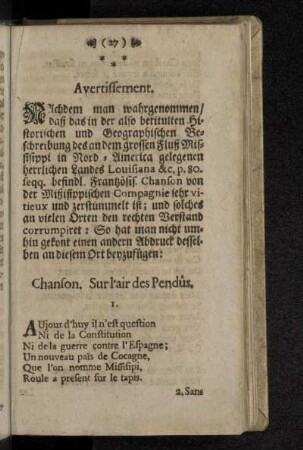 (27)
Avertissement.
Nachdem man wahrgenommen/
daß das in der also betitulten Hi-
storischen und Geographischen Be-
schreibung des an dem grossen Fluß Mis-
sisippi in Nord-America gelegenen
herrlichen Landes Louisiana &c, p. 80.
seqq. befindl. Frantzösis. Chanson von
der Mißisippischen Compagnie sehr vi-
tieux und zerstümmelt ist; und solches
an vielen Orten den rechten Verstand
corrumpiret: So hat man nicht um-
hin gekont einen andern Abdruck dessel-
ben an diesem Ort beyzufügen:
Chanson, Sur l'air des Pendûs.
1.
AUjour d'huy il n'est question
Ni de la Constitution
Ni de la guerre contre l'Espagne;
Un nouveau païs de Cocagne,
Que l'on nomme Missisipi,
Roule a present sur le tapis.
2. Sans